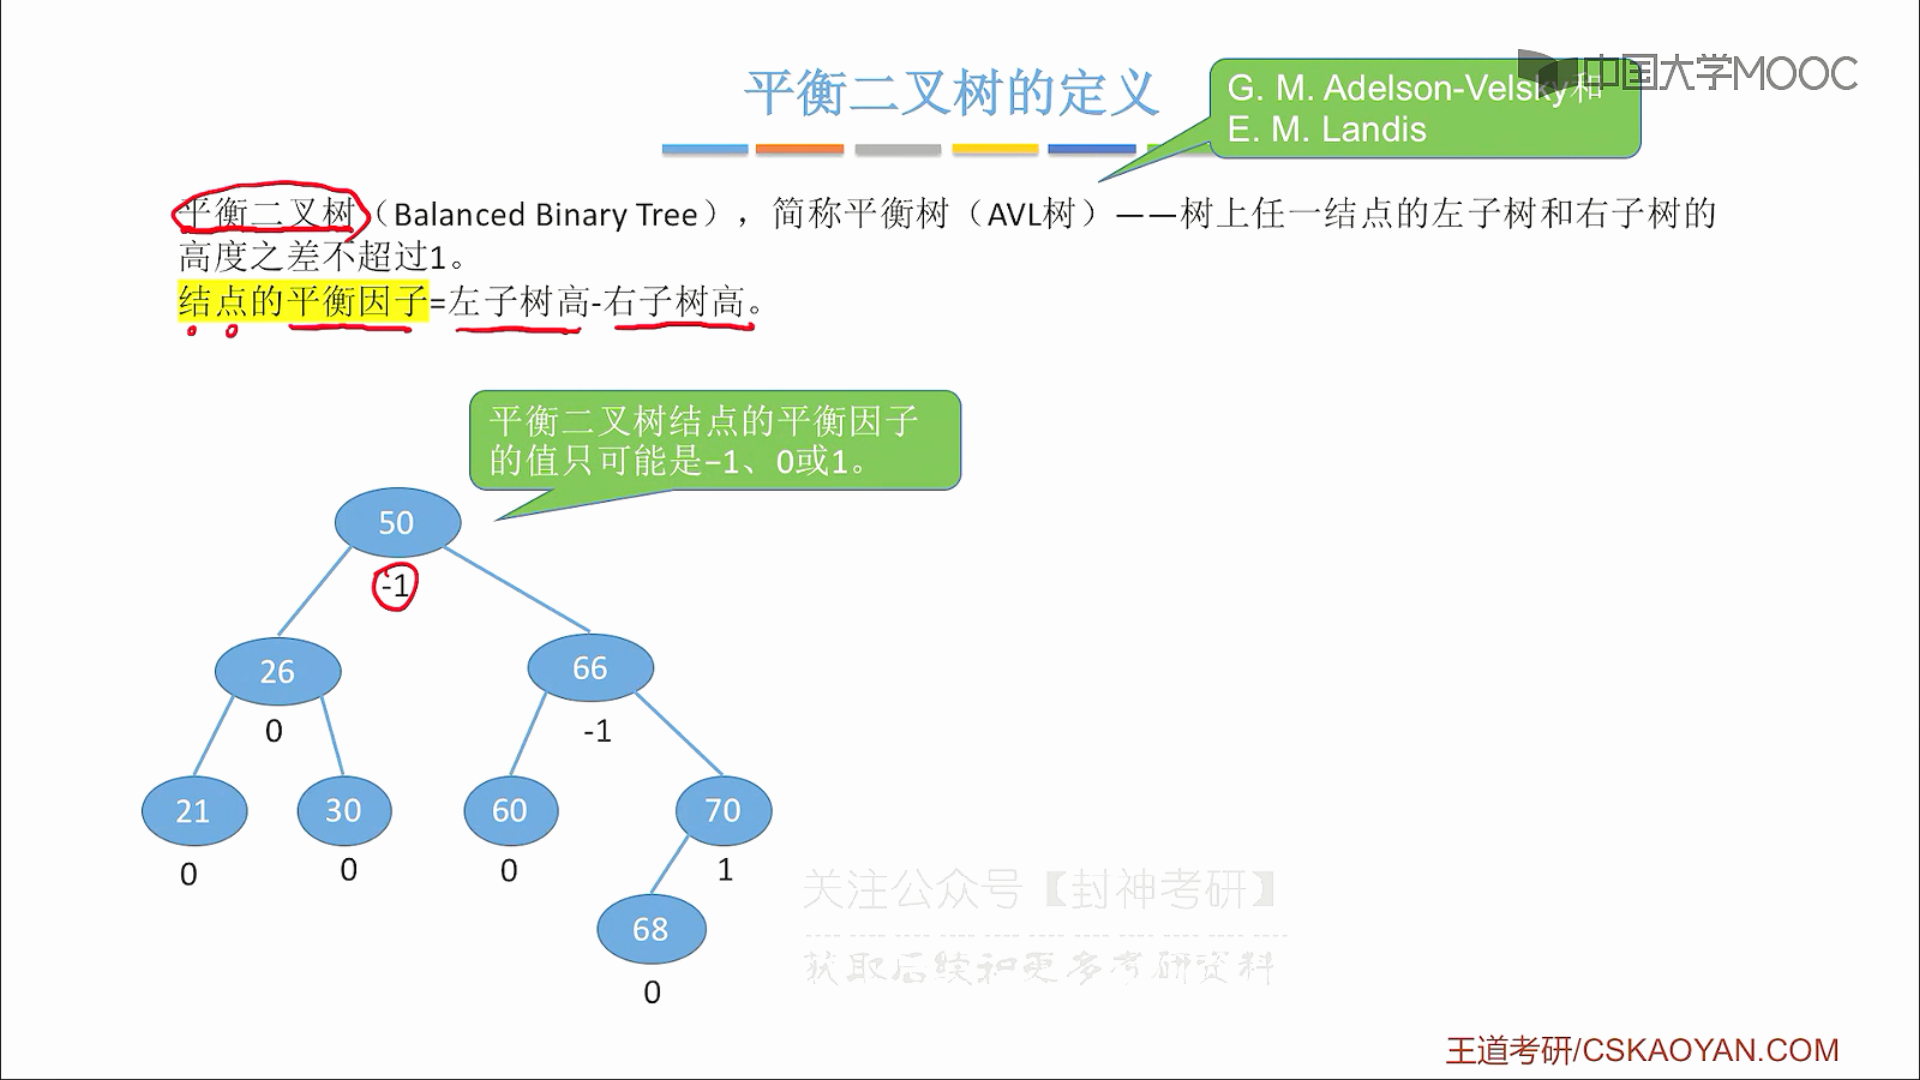 平衡二叉树的定义
中国大学MOOC
G. M. Adelson-Velsky和
E. M. Landis
平衡二叉树（Balanced Binary Tree），简称平衡树（AVL树）——树上任一结点的左子树和右子树的
高度之差不超过1。
结点的平衡因子=左子树高-右子树高。
平衡二叉树结点的平衡因子
的值只可能是−1、0或1。
50
-1
26
66
0
-1
21
30
60
70
0
0
0
1
68
0
关注公众号【封神考研】
获取后续和更多考研资料
王道考研/CSKAOYAN.COM